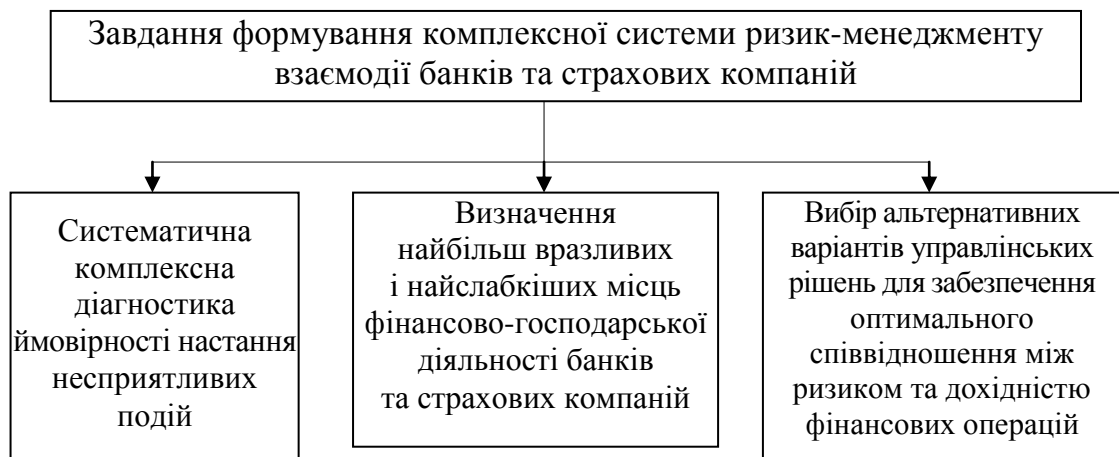 Завдання формування комплексної системи ризик-менеджменту
взаємодії банків та страхових компаній
Систематична
комплексна
діагностика
ймовірності настання
несприятливих
подій
Визначення
найбільш вразливих
і найслабкіших місць
фінансово-господарської
діяльності банків
та страхових компаній
Вибір альтернативних
варіантів управлінських
рішень для забезпечення
оптимального
співвідношення між
ризиком та дохідністю
фінансових операцій